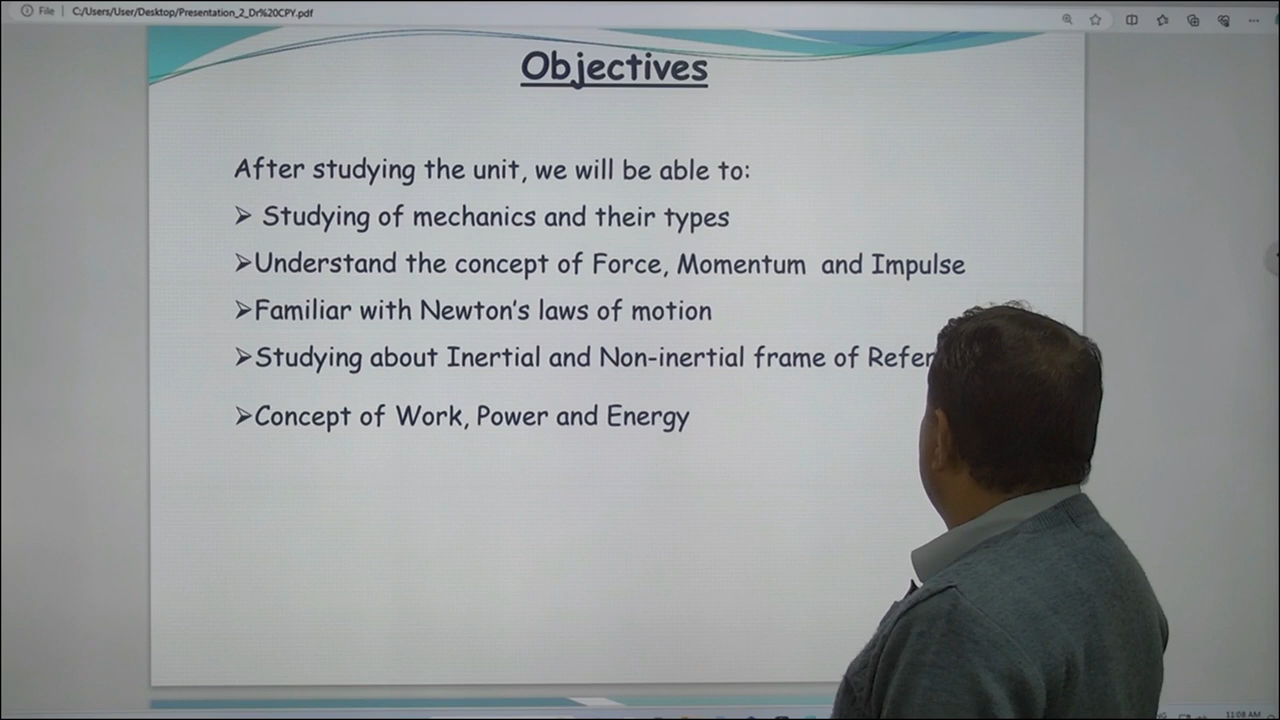 File
C:/Users/User/Desktop/Presentation_2_Dr%20CPY.pdf
Objectives
After studying the unit, we will be able to:
➢ Studying of mechanics and their types
➢Understand the concept of Force, Momentum and Impulse
➢Familiar with Newton's laws of motion
➢Studying about Inertial and Non-inertial frame of Refer
➢Concept of Work, Power and Energy
11:08 AM